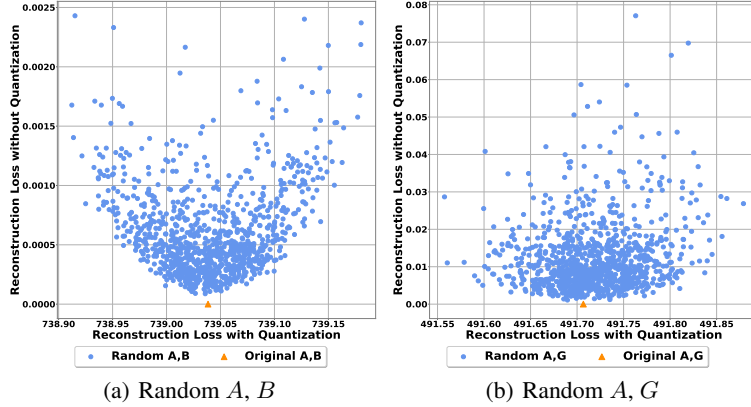 0.0025
0.0020
0.0015
0.0010
0.0005
0.0000
Reconstruction Loss without Quantization
738.90 738.95 739.00 739.05 739.10 739.15
Reconstruction Loss with Quantization
Random A,B Original A,B
(a) Random A, B
0.08
0.07
0.06
0.05
0.04
0.03
0.02
0.01
0.00
Reconstruction Loss without Quantization
491.55 491.60 491.65 491.70 491.75 491.80 491.85
Reconstruction Loss with Quantization
Random A,G Original A,G
(b) Random A, G